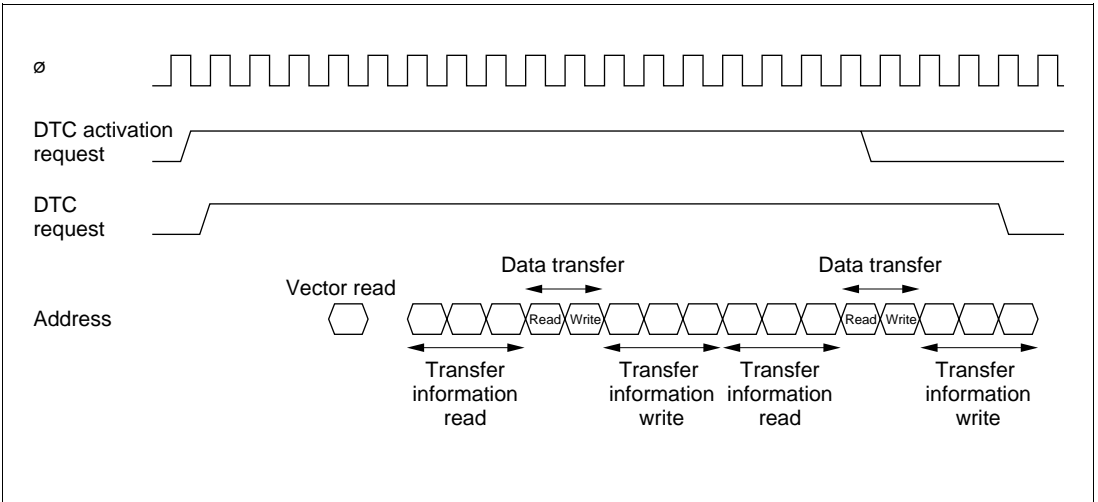 ø
DTC activation
request
DTC
request
Data transfer
Data transfer
Vector read
Address
Read Write
Read Write
Transfer
information
read
Transfer
information
write
Transfer
information
read
Transfer
information
write